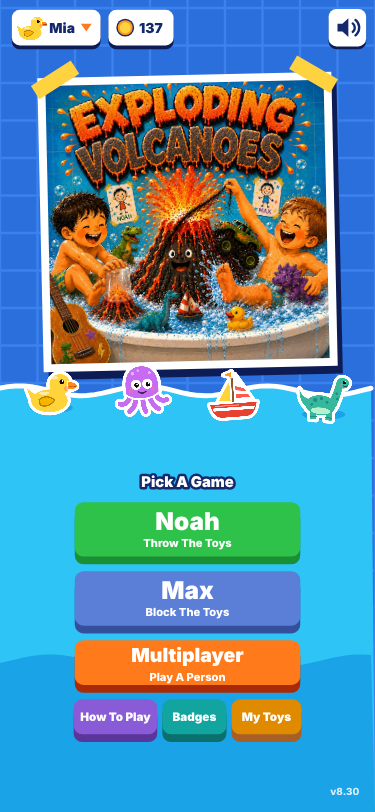 Mia
137
EXPLODING
VOLCANOES
NOAH
MAX
Pick A Game
Noah
Throw The Toys
Max
Block The Toys
Multiplayer
Play A Person
How To Play
Badges
My Toys
v8.30